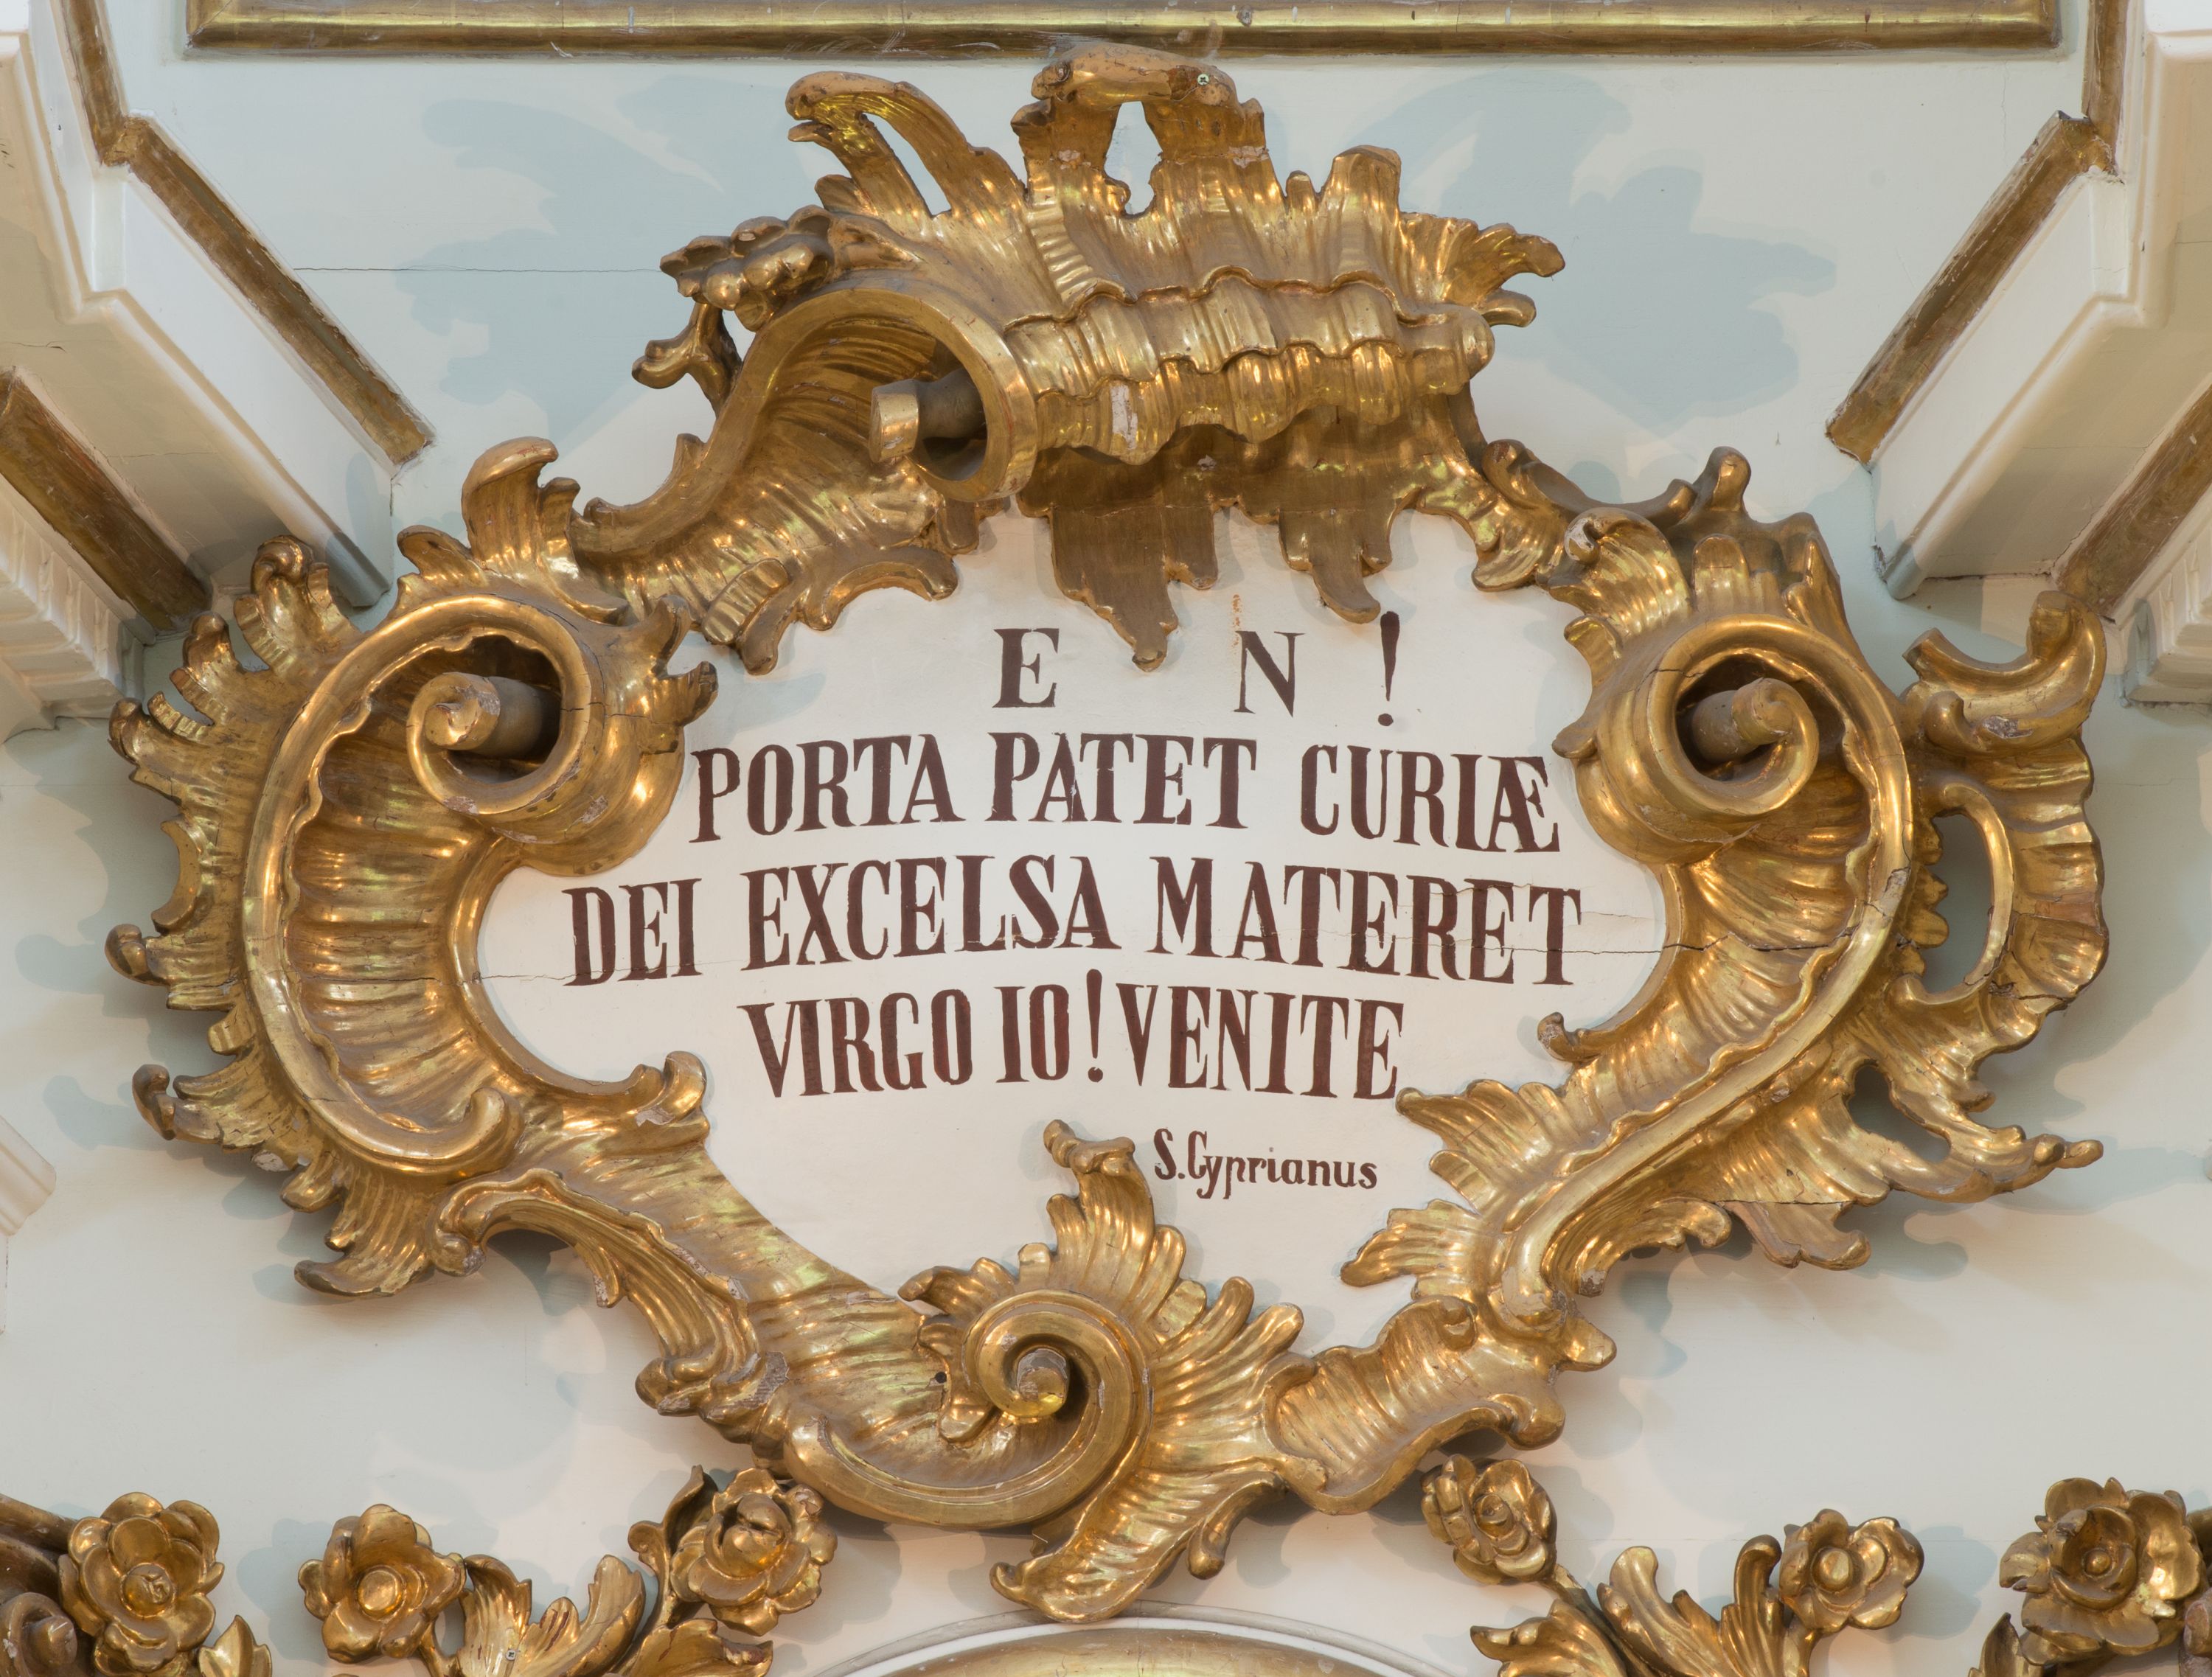 E N!
PORTA PATET CURIÆ
DEI EXCELSA MATERET
VIRGO IO! VENITE
S. Cyprianus